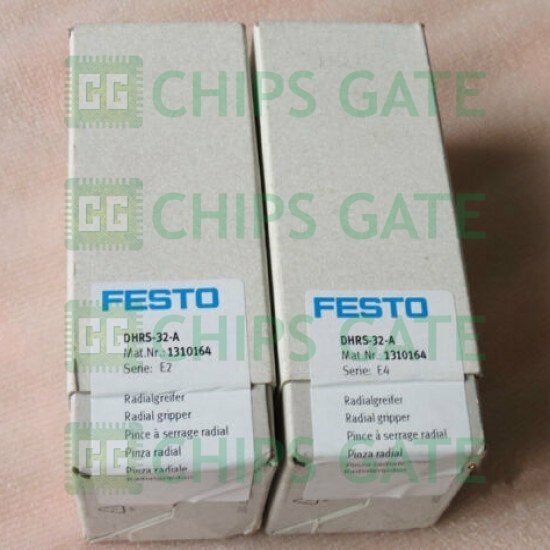 CHIPS GATE
CHIPS GATE
CHIPS GATE
CHIPS GATE
FESTO
DHRS-32-A
Mat.Nr.: 1310164
Serie: E2
Radialgreifer
Radial gripper
Pince à serrage radial
Pinza radial
Pinza radiale
FESTO
DHRS-32-A
Mat.Nr.: 1310164
Serie: E4
Radialgreifer
Radial gripper
Pince à serrage radial
Pinza radial